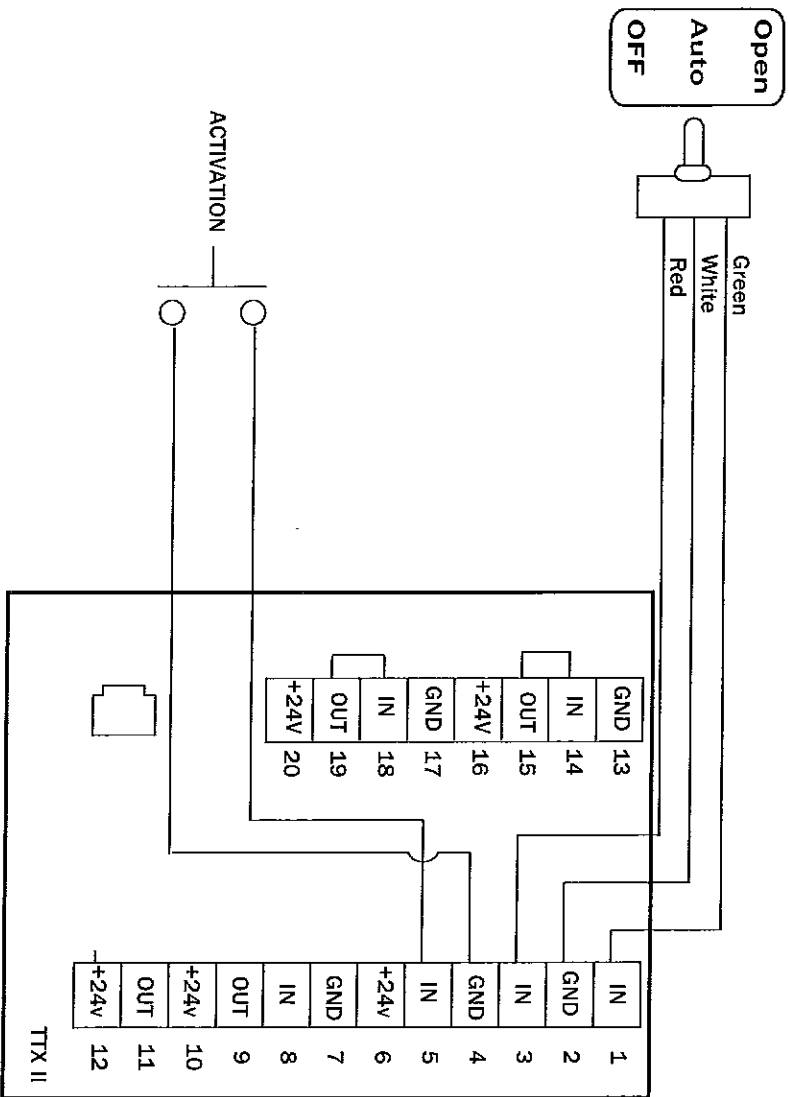 Open
Auto
OFF
Green
White
Red
ACTIVATION
GND 13
IN 14
OUT 15
+24V 16
GND 17
IN 18
OUT 19
+24V 20
IN 1
GND 2
IN 3
GND 4
IN 5
+24v 6
GND 7
IN 8
OUT 9
+24v 10
OUT 11
+24v 12
TTX II